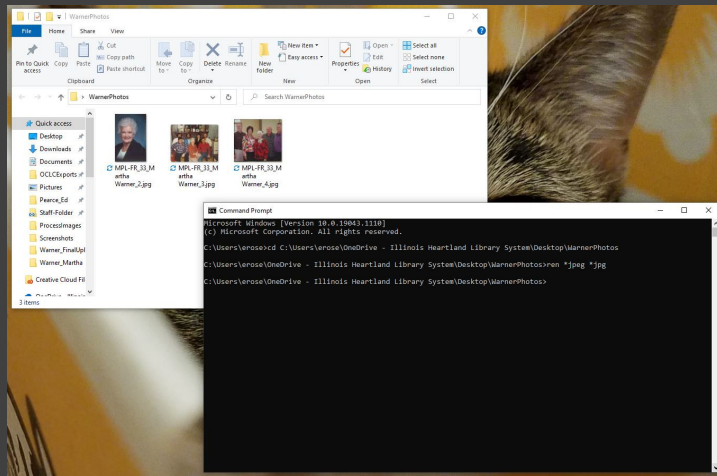 WarnerPhotos
File Home Share View
Pin to Quick access
Copy
Paste
Cut
Copy path
Paste shortcut
Move to
Copy to
Delete
Rename
New folder
New item
Easy access
Properties
Open
Edit
History
Select all
Select none
Invert selection
Clipboard Organize New Open Select
WarnerPhotos
Search WarnerPhotos
Quick access
Desktop
Downloads
Documents
OCLCExports
Pictures
Pearce_Ed
Staff-Folder
ProcessImages
Screenshots
Warner_FinalUpl
Warner_Martha
Creative Cloud Fil
MPL-FR_33_M
artha
Warner_2.jpg
MPL-FR_33_M
artha
Warner_3.jpg
MPL-FR_33_M
artha
Warner_4.jpg
3 items
Command Prompt
Microsoft Windows [Version 10.0.19043.1110]
(c) Microsoft Corporation. All rights reserved.
C:\Users\erose>cd C:\Users\erose\OneDrive - Illinois Heartland Library System\Desktop\WarnerPhotos
C:\Users\erose\OneDrive - Illinois Heartland Library System\Desktop\WarnerPhotos>ren *jpeg *jpg
C:\Users\erose\OneDrive - Illinois Heartland Library System\Desktop\WarnerPhotos>